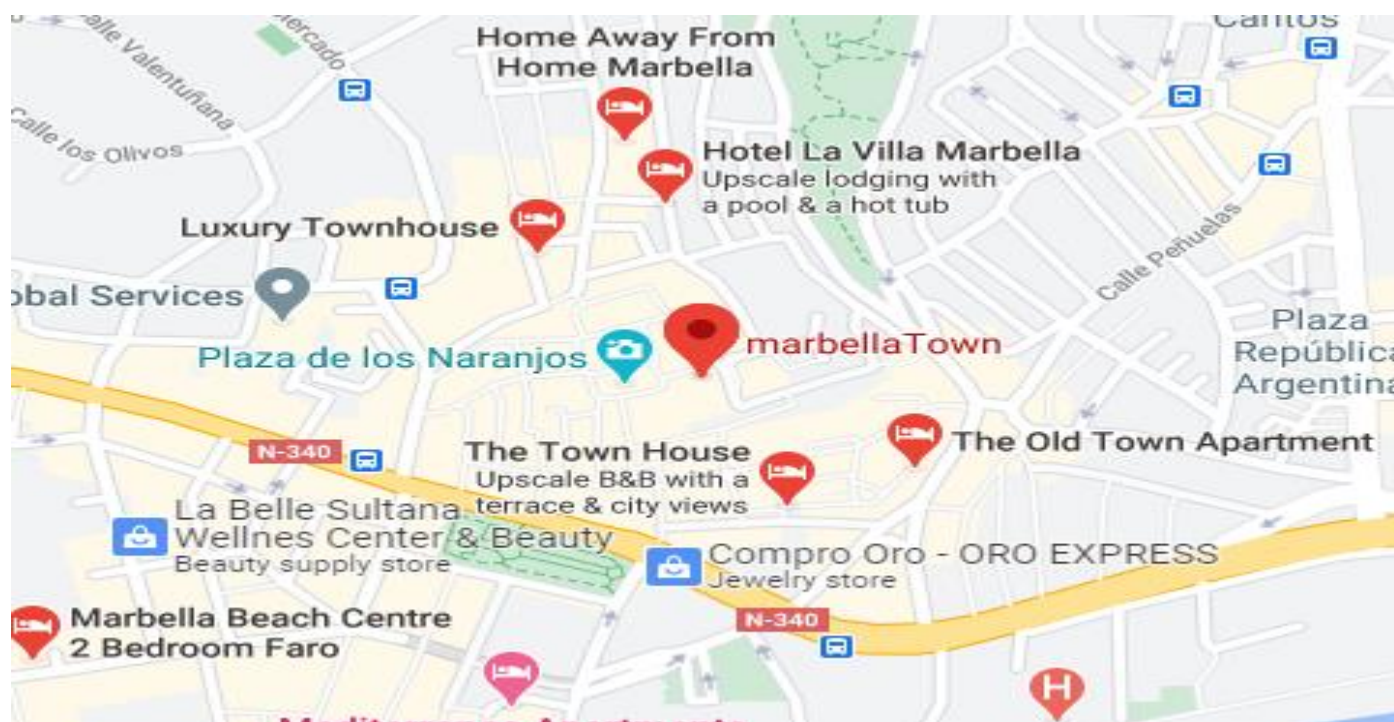 Cantos
Calle Valentuñana
Mercado
Calle los Olivos
Home Away From
Home Marbella
Hotel La Villa Marbella
Upscale lodging with
a pool & a hot tub
Luxury Townhouse
Calle Peñuelas
obal Services
Plaza de los Naranjos
marbellaTown
Plaza
República
Argentina
N-340
The Town House
Upscale B&B with a
terrace & city views
The Old Town Apartment
La Belle Sultana
Wellnes Center & Beauty
Beauty supply store
Compro Oro - ORO EXPRESS
Jewelry store
Marbella Beach Centre
2 Bedroom Faro
N-340
H